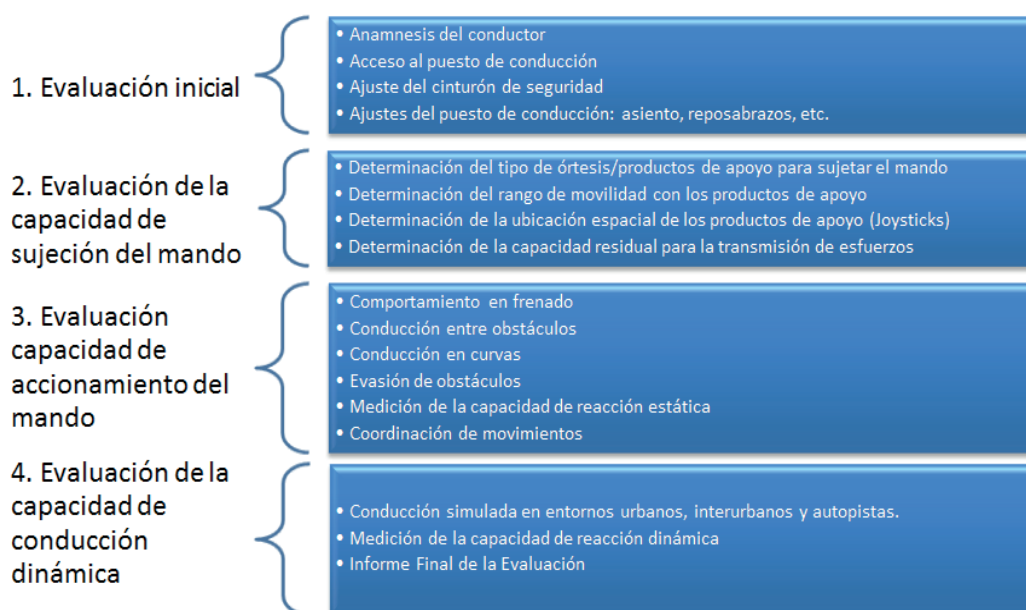 1. Evaluación inicial
• Anamnesis del conductor
• Acceso al puesto de conducción
• Ajuste del cinturón de seguridad
• Ajustes del puesto de conducción: asiento, reposabrazos, etc.
2. Evaluación de la
capacidad de
sujeción del mando
• Determinación del tipo de órtesis/productos de apoyo para sujetar el mando
• Determinación del rango de movilidad con los productos de apoyo
• Determinación de la ubicación espacial de los productos de apoyo (Joysticks)
• Determinación de la capacidad residual para la transmisión de esfuerzos
3. Evaluación
capacidad de
accionamiento del
mando
• Comportamiento en frenado
• Conducción entre obstáculos
• Conducción en curvas
• Evasión de obstáculos
• Medición de la capacidad de reacción estática
• Coordinación de movimientos
4. Evaluación de la
capacidad de
conducción
dinámica
• Conducción simulada en entornos urbanos, interurbanos y autopistas.
• Medición de la capacidad de reacción dinámica
• Informe Final de la Evaluación